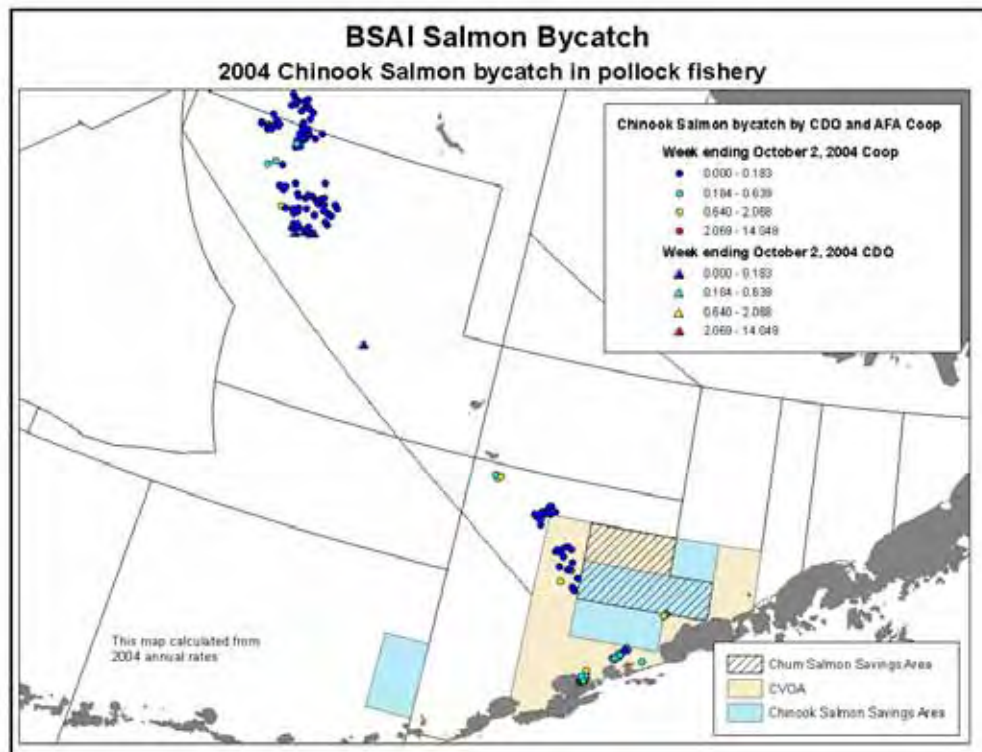 BSAI Salmon Bycatch
2004 Chinook Salmon bycatch in pollock fishery
Chinook Salmon bycatch by CDQ and AFA Coop
Week ending October 2, 2004 Coop
0.000 - 0.183
0.184 - 0.639
0.640 - 2.068
2.069 - 14.049
Week ending October 2, 2004 CDQ
0.000 - 0.183
0.184 - 0.639
0.640 - 2.068
2.069 - 14.049
This map calculated from
2004 annual rates
Chum Salmon Savings Area
CVOA
Chinook Salmon Savings Area